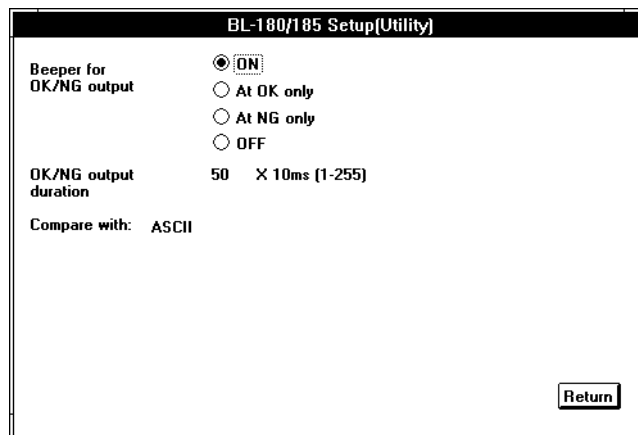 BL-180/185 Setup(Utility)
Beeper for
OK/NG output
ON
At OK only
At NG only
OFF
OK/NG output
duration
50 X 10ms (1-255)
Compare with: ASCII
Return